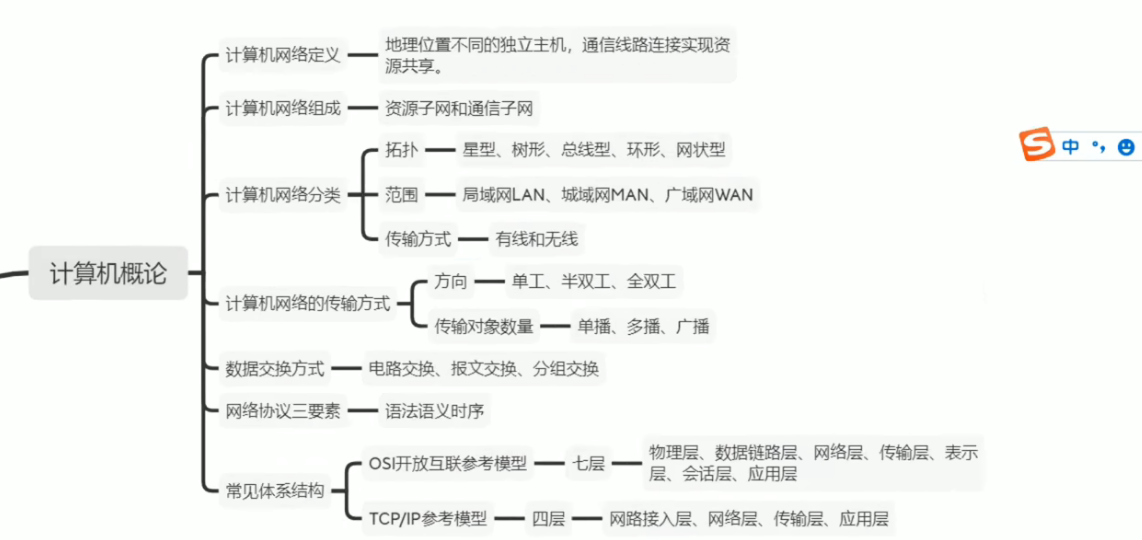 计算机网络定义
地理位置不同的独立主机，通信线路连接实现资
源共享。
计算机网络组成
资源子网和通信子网
计算机网络分类
拓扑
星型、树形、总线型、环形、网状型
范围
局域网LAN、城域网MAN、广域网WAN
传输方式
有线和无线
计算机概论
计算机网络的传输方式
方向
单工、半双工、全双工
传输对象数量
单播、多播、广播
数据交换方式
电路交换、报文交换、分组交换
网络协议三要素
语法语义时序
常见体系结构
OSI开放互联参考模型
七层
物理层、数据链路层、网络层、传输层、表示
层、会话层、应用层
TCP/IP参考模型
四层
网路接入层、网络层、传输层、应用层
S 中 °，